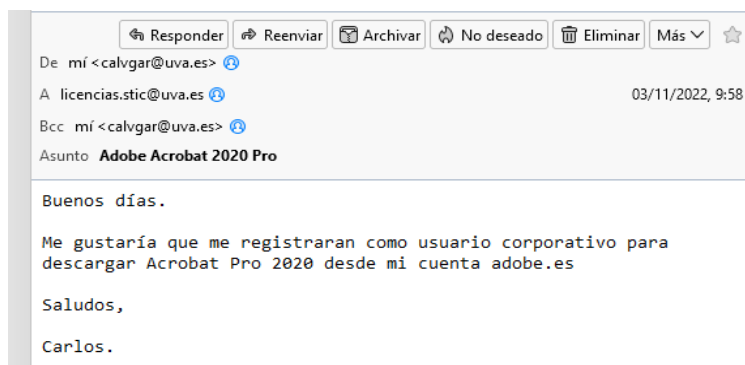 Responder Reenviar Archivar No deseado Eliminar Más
De mí <calvgar@uva.es>
A licencias.stic@uva.es 03/11/2022, 9:58
Bcc mí <calvgar@uva.es>
Asunto Adobe Acrobat 2020 Pro
Buenos días.
Me gustaría que me registraran como usuario corporativo para
descargar Acrobat Pro 2020 desde mi cuenta adobe.es
Saludos,
Carlos.